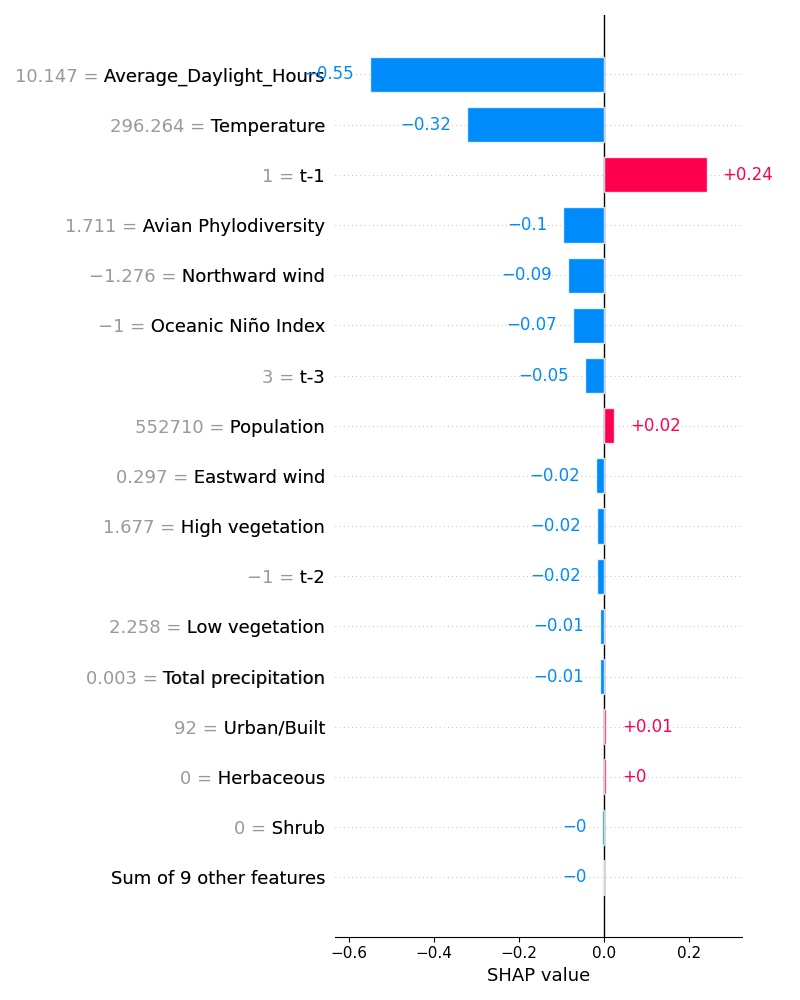 10.147 = Average_Daylight_Hours −0.55
296.264 = Temperature −0.32
1 = t-1 +0.24
1.711 = Avian Phylodiversity −0.1
−1.276 = Northward wind −0.09
−1 = Oceanic Niño Index −0.07
3 = t-3 −0.05
552710 = Population +0.02
0.297 = Eastward wind −0.02
1.677 = High vegetation −0.02
−1 = t-2 −0.02
2.258 = Low vegetation −0.01
0.003 = Total precipitation −0.01
92 = Urban/Built +0.01
0 = Herbaceous +0
0 = Shrub −0
Sum of 9 other features −0
−0.6 −0.4 −0.2 0.0 0.2
SHAP value